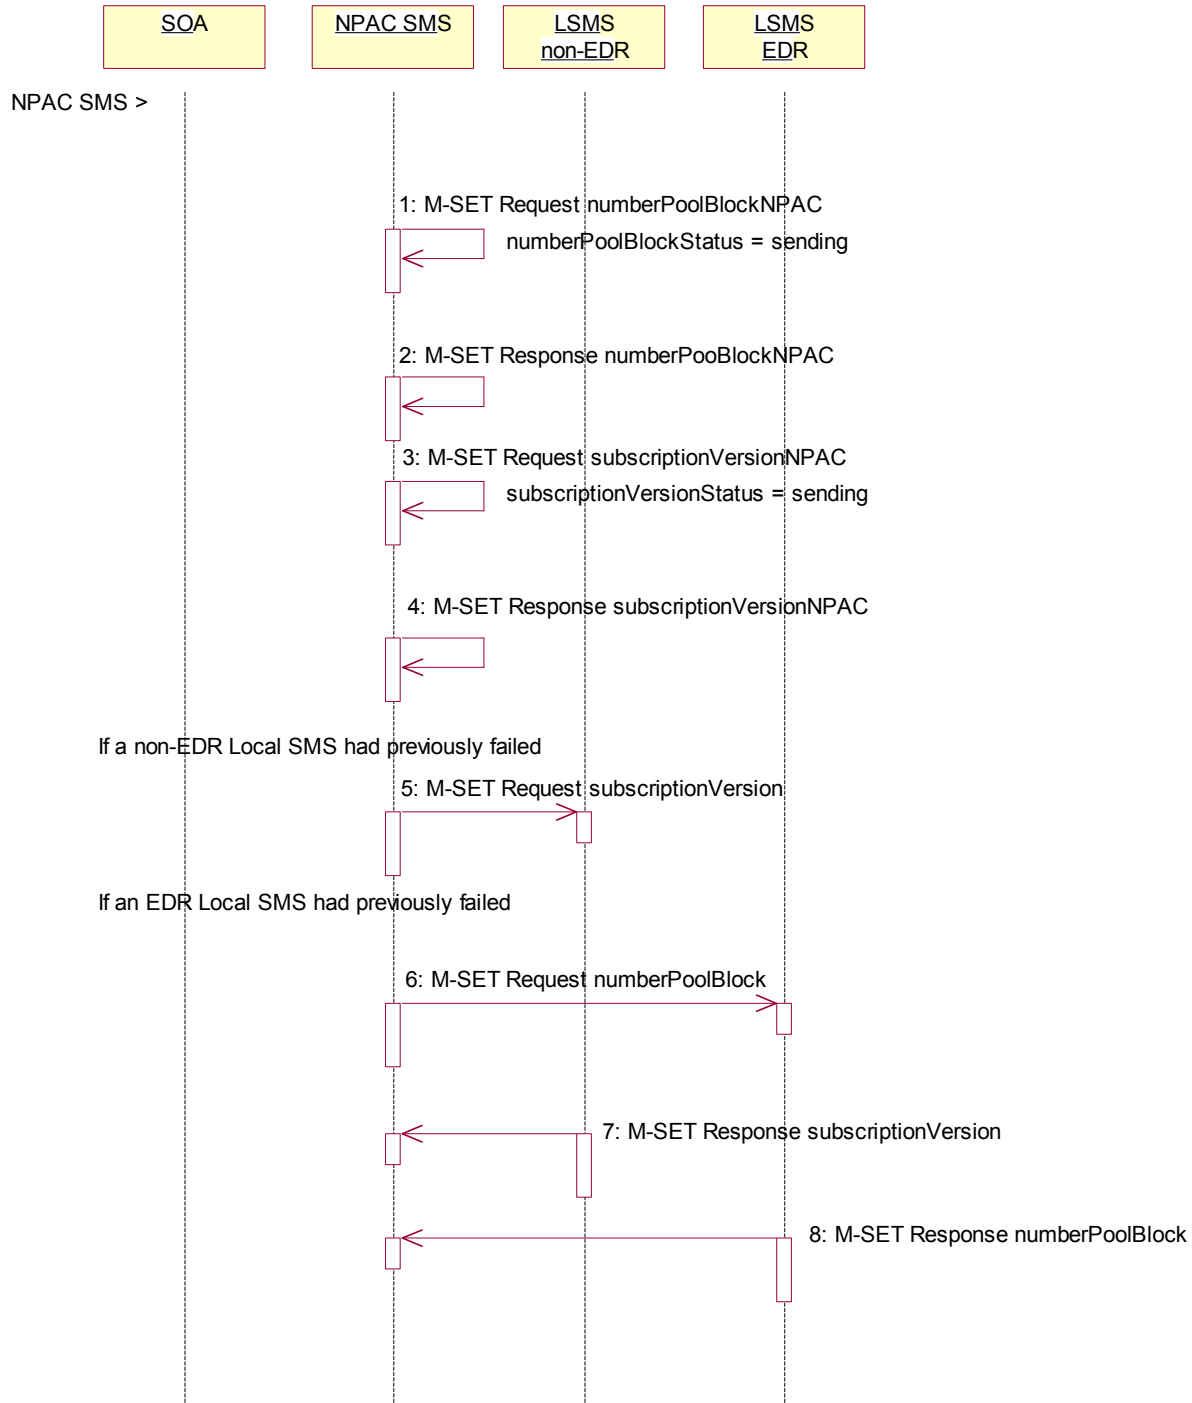 SOA
NPAC SMS
LSMS
non-EDR
LSMS
EDR
NPAC SMS >
1: M-SET Request numberPoolBlockNPAC
numberPoolBlockStatus = sending
2: M-SET Response numberPooBlockNPAC
3: M-SET Request subscriptionVersionNPAC
subscriptionVersionStatus = sending
4: M-SET Response subscriptionVersionNPAC
If a non-EDR Local SMS had previously failed
5: M-SET Request subscriptionVersion
If an EDR Local SMS had previously failed
6: M-SET Request numberPoolBlock
7: M-SET Response subscriptionVersion
8: M-SET Response numberPoolBlock